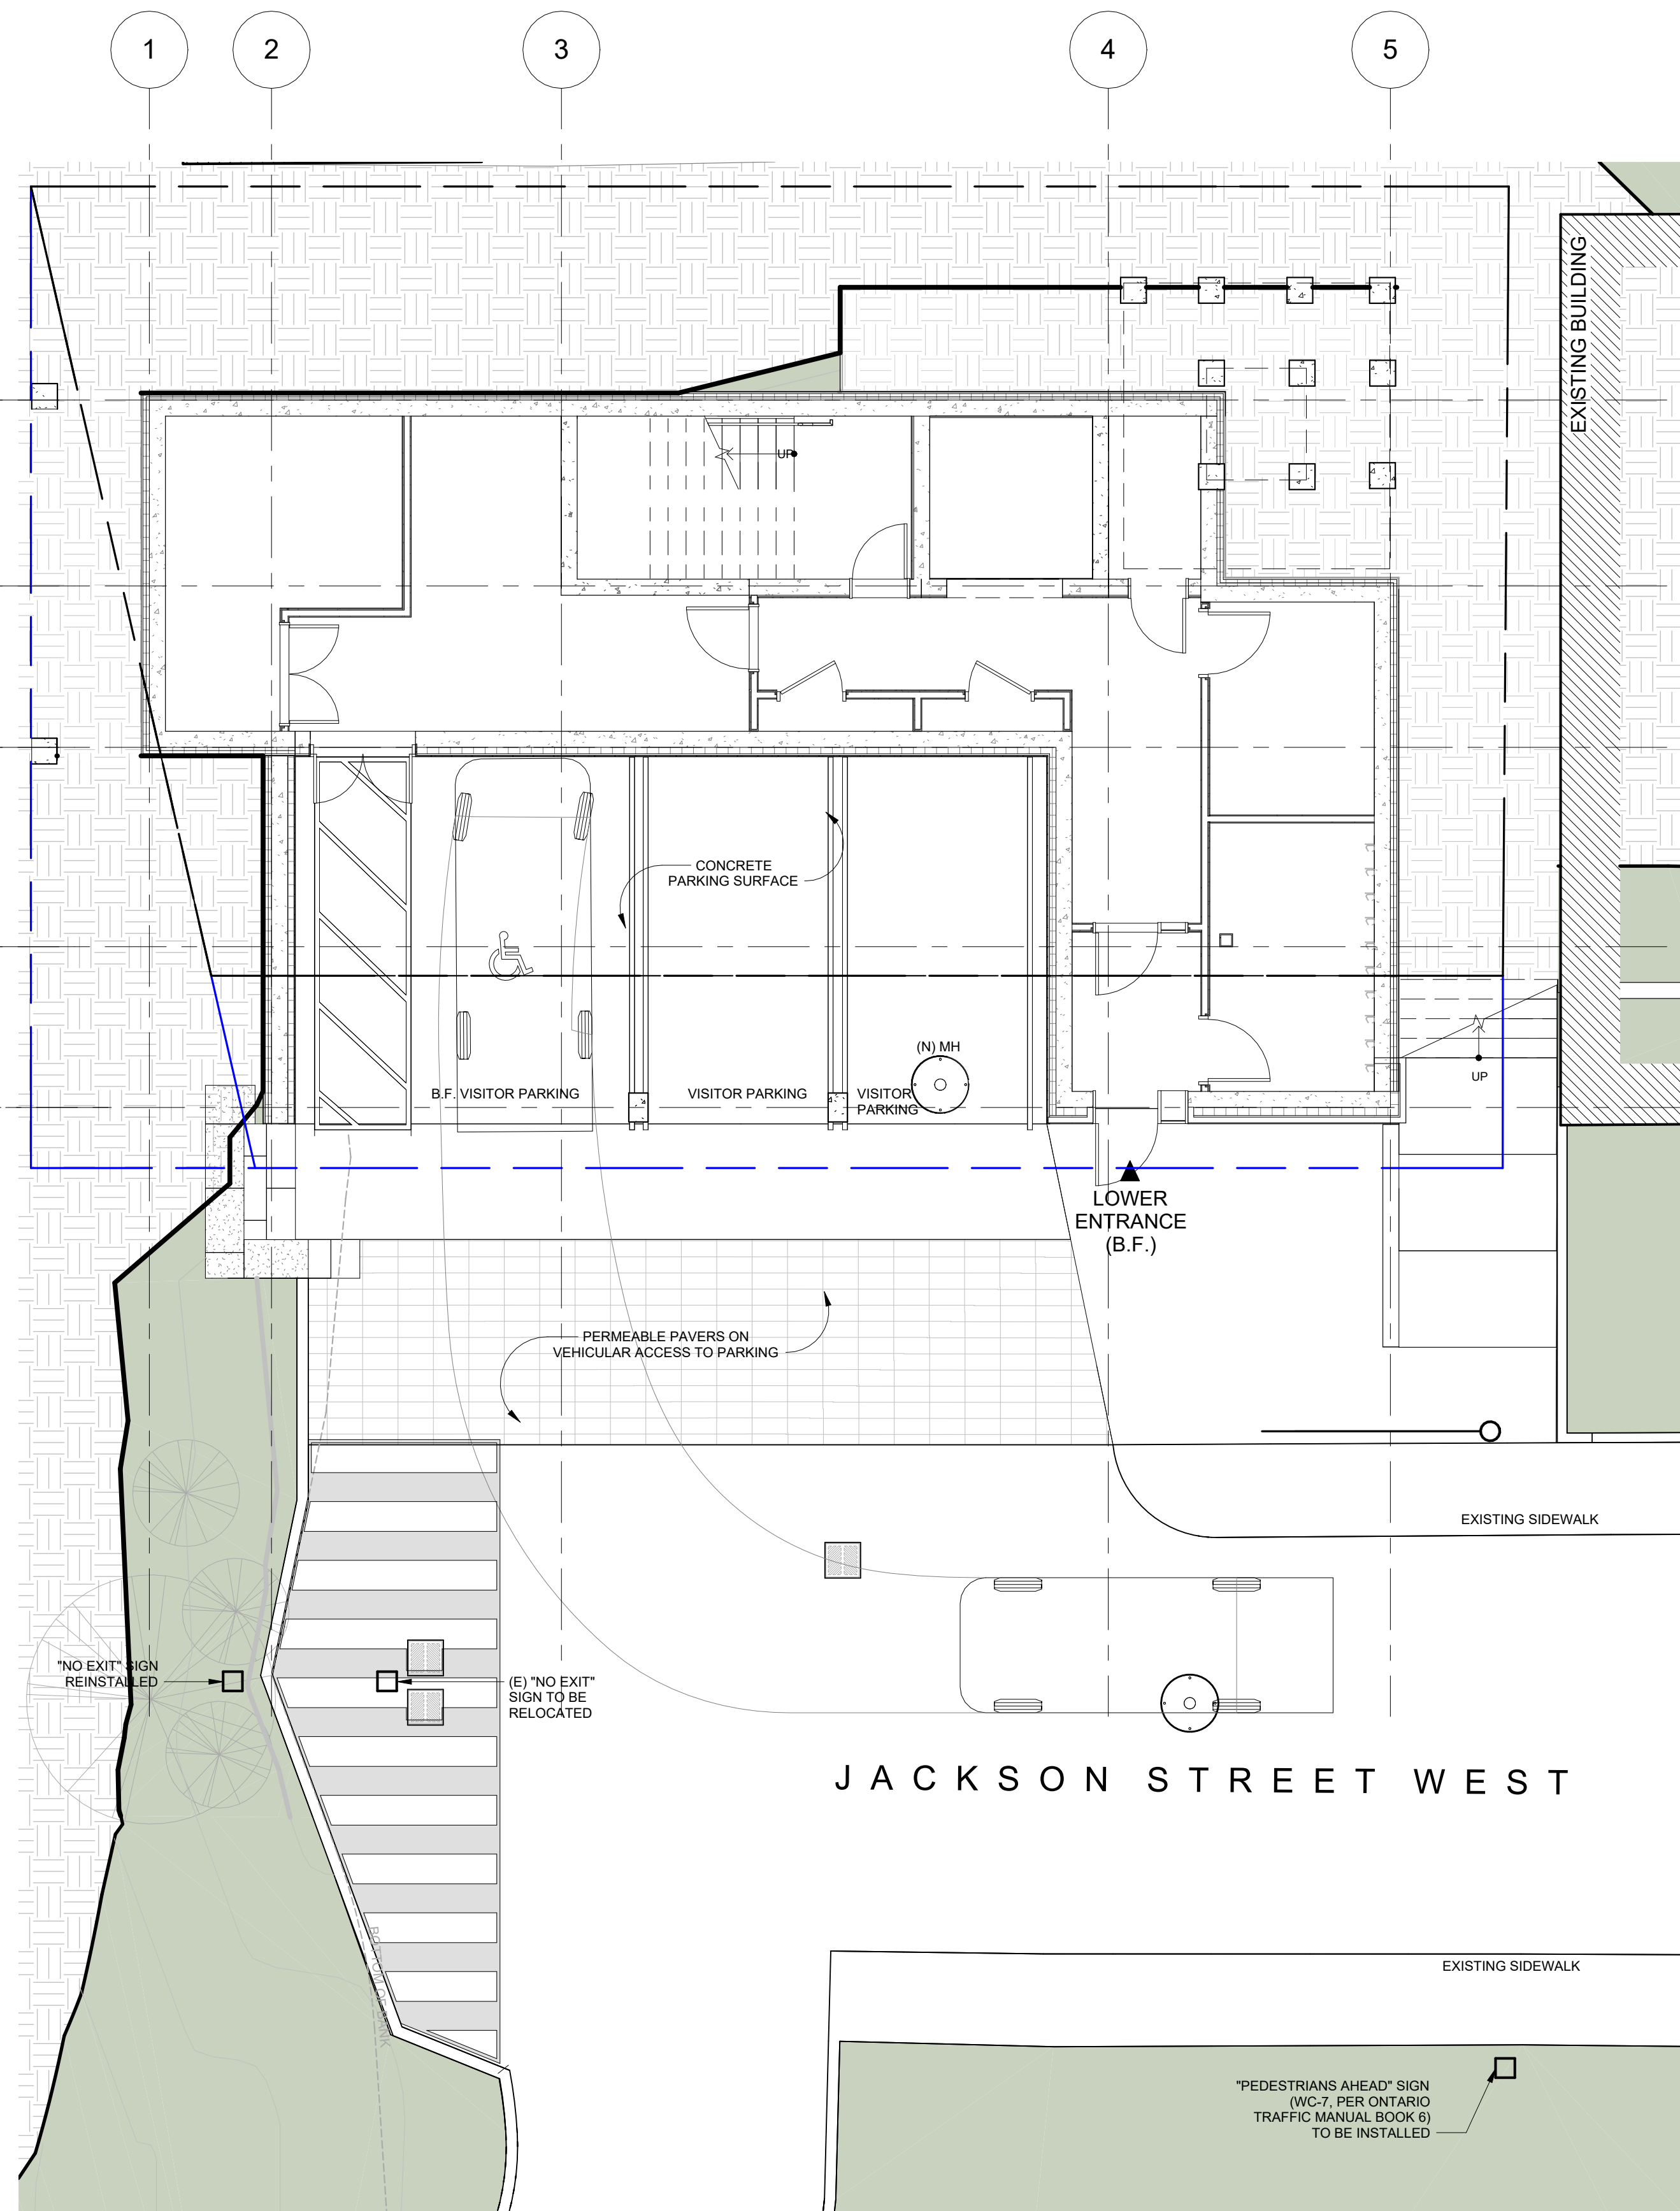 1
2
3
4
5
EXISTING BUILDING
UP
CONCRETE
PARKING SURFACE
(N) MH
B.F. VISITOR PARKING
VISITOR PARKING
VISITOR
PARKING
UP
LOWER
ENTRANCE
(B.F.)
PERMEABLE PAVERS ON
VEHICULAR ACCESS TO PARKING
EXISTING SIDEWALK
"NO EXIT" SIGN
REINSTALLED
(E) "NO EXIT"
SIGN TO BE
RELOCATED
JACKSON STREET WEST
BOTTOM OF BANK
EXISTING SIDEWALK
"PEDESTRIANS AHEAD" SIGN
(WC-7, PER ONTARIO
TRAFFIC MANUAL BOOK 6)
TO BE INSTALLED